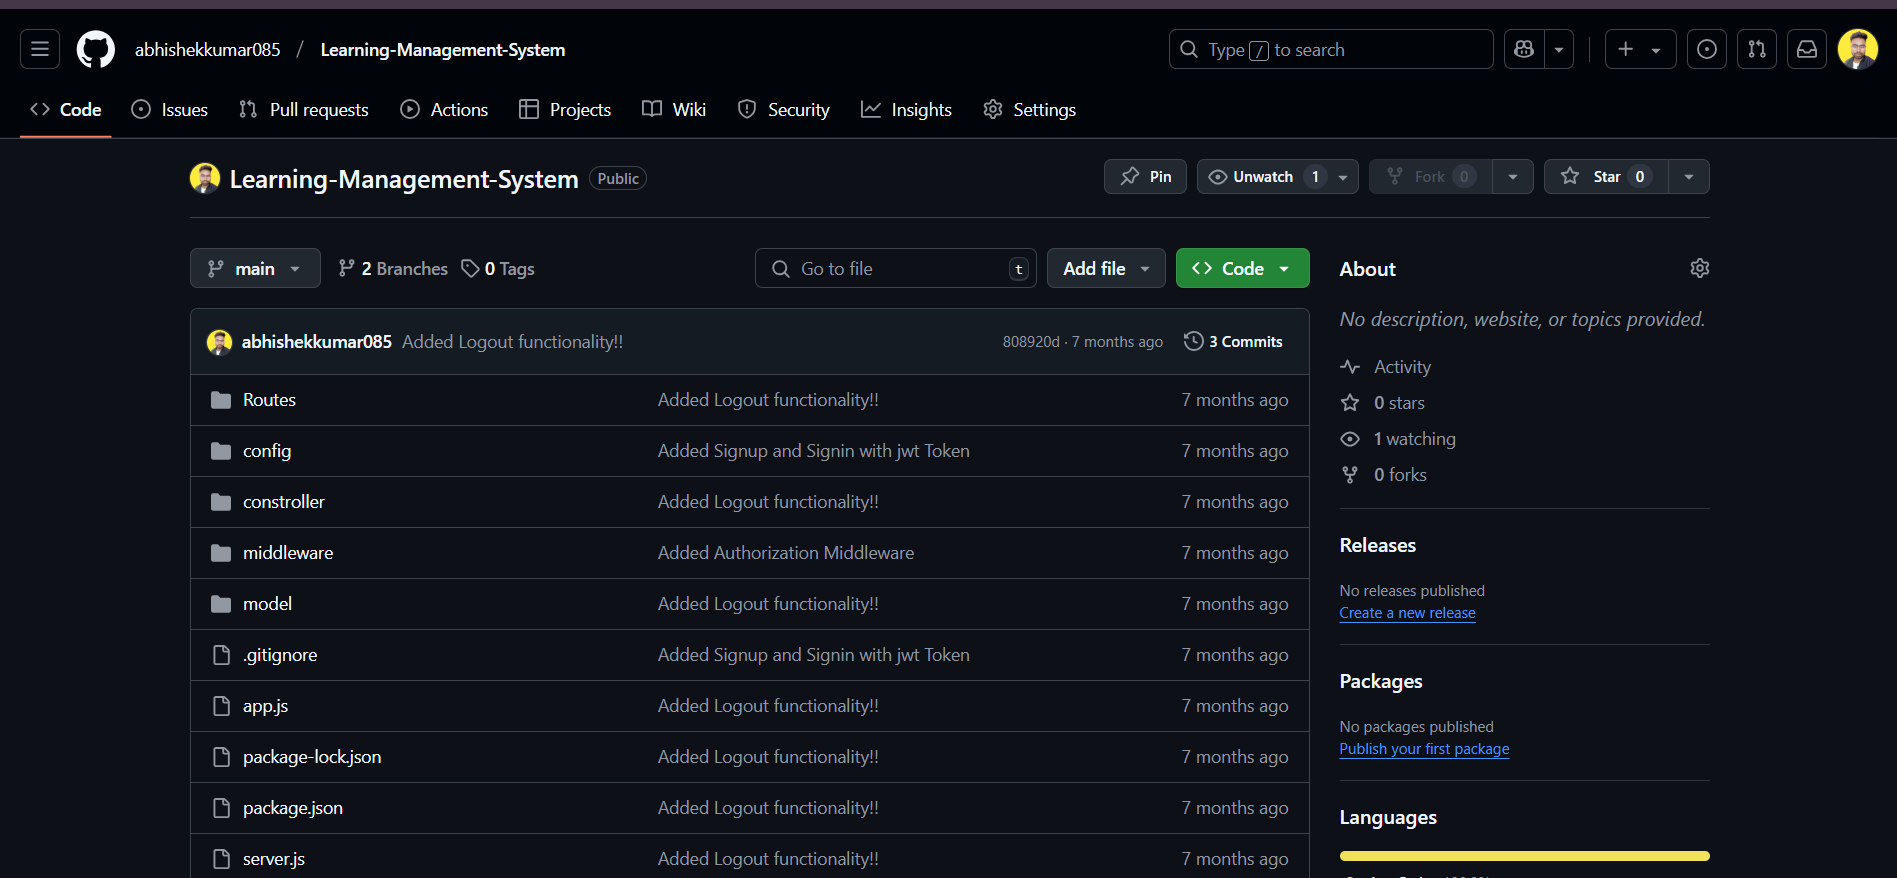 abhishekkumar085 / Learning-Management-System
Type / to search
Code Issues Pull requests Actions Projects Wiki Security Insights Settings
Learning-Management-System Public
Pin Unwatch 1 Fork 0 Star 0
main 2 Branches 0 Tags
Go to file t Add file Code
abhishekkumar085 Added Logout functionality!! 808920d · 7 months ago 3 Commits
Routes Added Logout functionality!! 7 months ago
config Added Signup and Signin with jwt Token 7 months ago
constroller Added Logout functionality!! 7 months ago
middleware Added Authorization Middleware 7 months ago
model Added Logout functionality!! 7 months ago
.gitignore Added Signup and Signin with jwt Token 7 months ago
app.js Added Logout functionality!! 7 months ago
package-lock.json Added Logout functionality!! 7 months ago
package.json Added Logout functionality!! 7 months ago
server.js Added Logout functionality!! 7 months ago
About
No description, website, or topics provided.
Activity
0 stars
1 watching
0 forks
Releases
No releases published
Create a new release
Packages
No packages published
Publish your first package
Languages